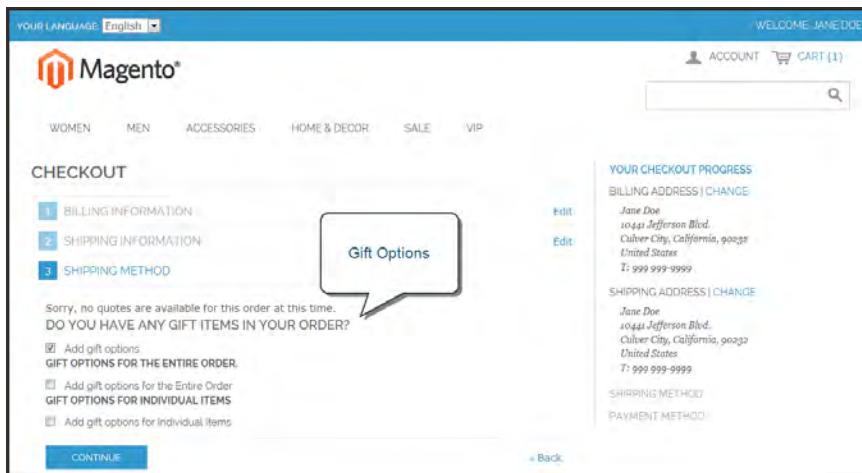 YOUR LANGUAGE: English
WELCOME, JANE DOE
Magento®
ACCOUNT CART (1)
WOMEN MEN ACCESSORIES HOME & DECOR SALE VIP
CHECKOUT
1 BILLING INFORMATION Edit
2 SHIPPING INFORMATION Edit
3 SHIPPING METHOD
Gift Options
Sorry, no quotes are available for this order at this time.
DO YOU HAVE ANY GIFT ITEMS IN YOUR ORDER?
Add gift options
GIFT OPTIONS FOR THE ENTIRE ORDER.
Add gift options for the Entire Order
GIFT OPTIONS FOR INDIVIDUAL ITEMS
Add gift options for Individual Items
CONTINUE
« Back
YOUR CHECKOUT PROGRESS
BILLING ADDRESS | CHANGE
Jane Doe
10441 Jefferson Blvd.
Culver City, California, 90232
United States
T: 999 999-9999
SHIPPING ADDRESS | CHANGE
Jane Doe
10441 Jefferson Blvd.
Culver City, California, 90232
United States
T: 999 999-9999
SHIPPING METHOD
PAYMENT METHOD